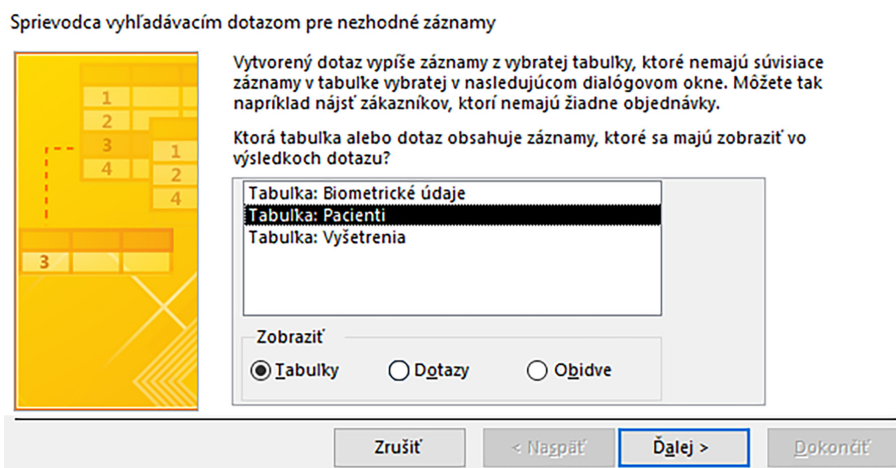 Sprievodca vyhľadávacím dotazom pre nezhodné záznamy
Vytvorený dotaz vypíše záznamy z vybratej tabuľky, ktoré nemajú súvisiace
záznamy v tabuľke vybratej v nasledujúcom dialógovom okne. Môžete tak
napríklad nájsť zákazníkov, ktorí nemajú žiadne objednávky.
Ktorá tabuľka alebo dotaz obsahuje záznamy, ktoré sa majú zobraziť vo
výsledkoch dotazu?
1
2
3
4
1
2
4
3
Tabuľka: Biometrické údaje
Tabuľka: Pacienti
Tabuľka: Vyšetrenia
Zobraziť
Tabuľky Dotazy Obidve
Zrušiť < Naspäť Ďalej > Dokončiť